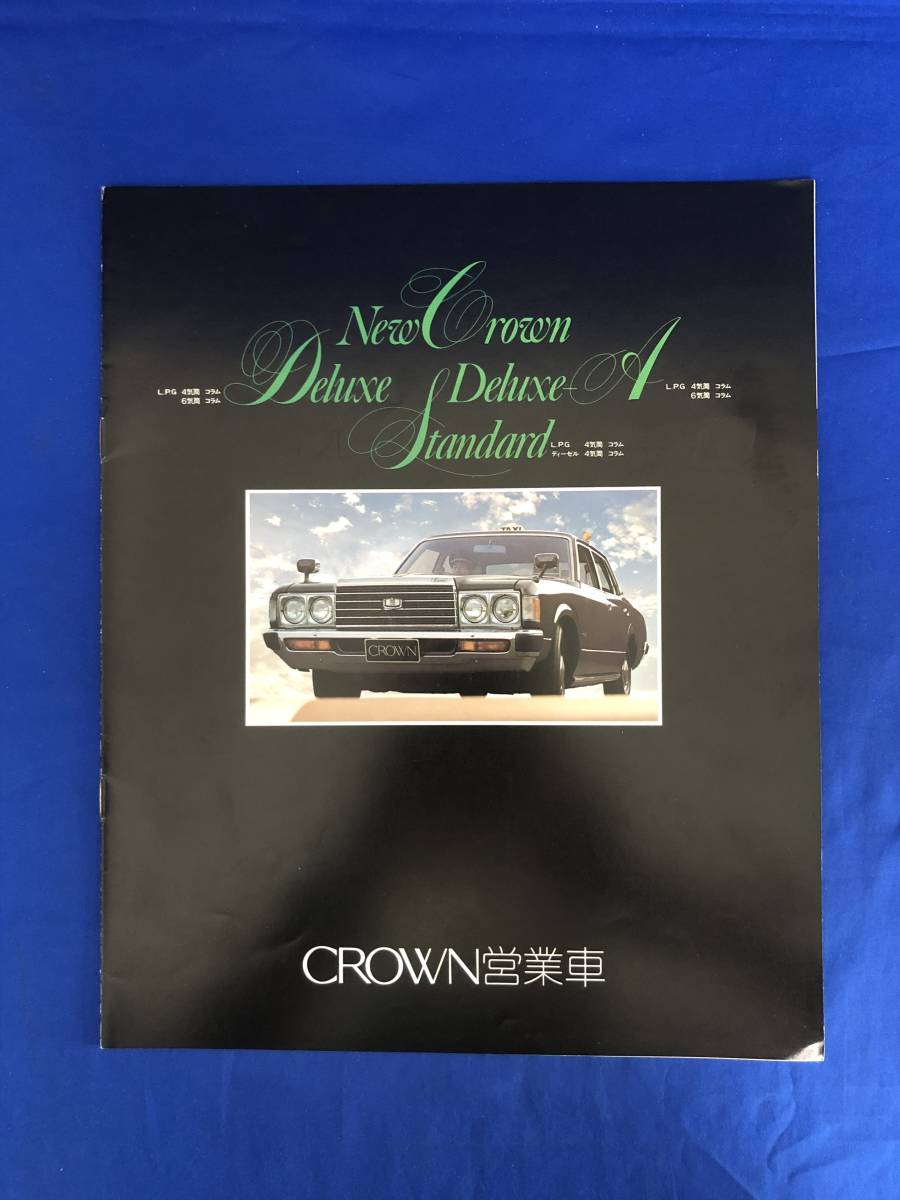 New Crown
L.P.G 4気筒 コラム
6気筒 コラム
Deluxe Deluxe-A
L.P.G 4気筒 コラム
6気筒 コラム
Standard
L.P.G 4気筒 コラム
ディーゼル 4気筒 コラム
TAXI
CROWN
CROWN営業車